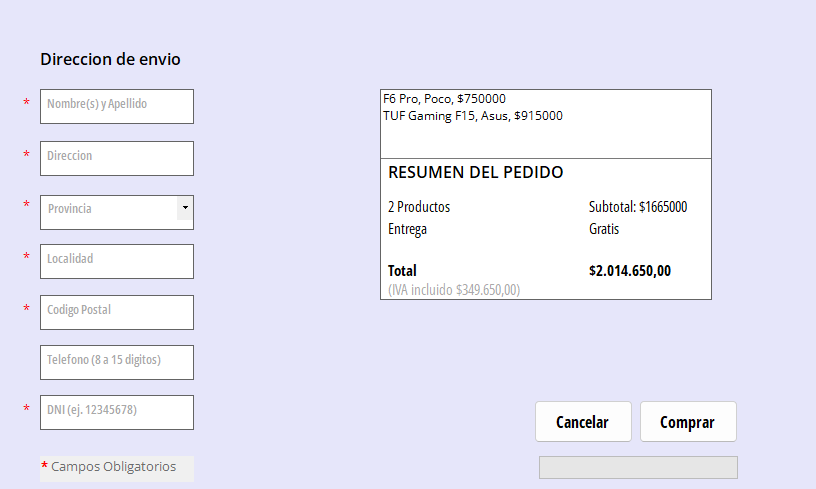 Direccion de envio
* Nombre(s) y Apellido
* Direccion
* Provincia
* Localidad
* Codigo Postal
Telefono (8 a 15 digitos)
* DNI (ej. 12345678)
* Campos Obligatorios
F6 Pro, Poco, $750000
TUF Gaming F15, Asus, $915000
RESUMEN DEL PEDIDO
2 Productos Subtotal: $1665000
Entrega Gratis
Total $2.014.650,00
(IVA incluido $349.650,00)
Cancelar Comprar